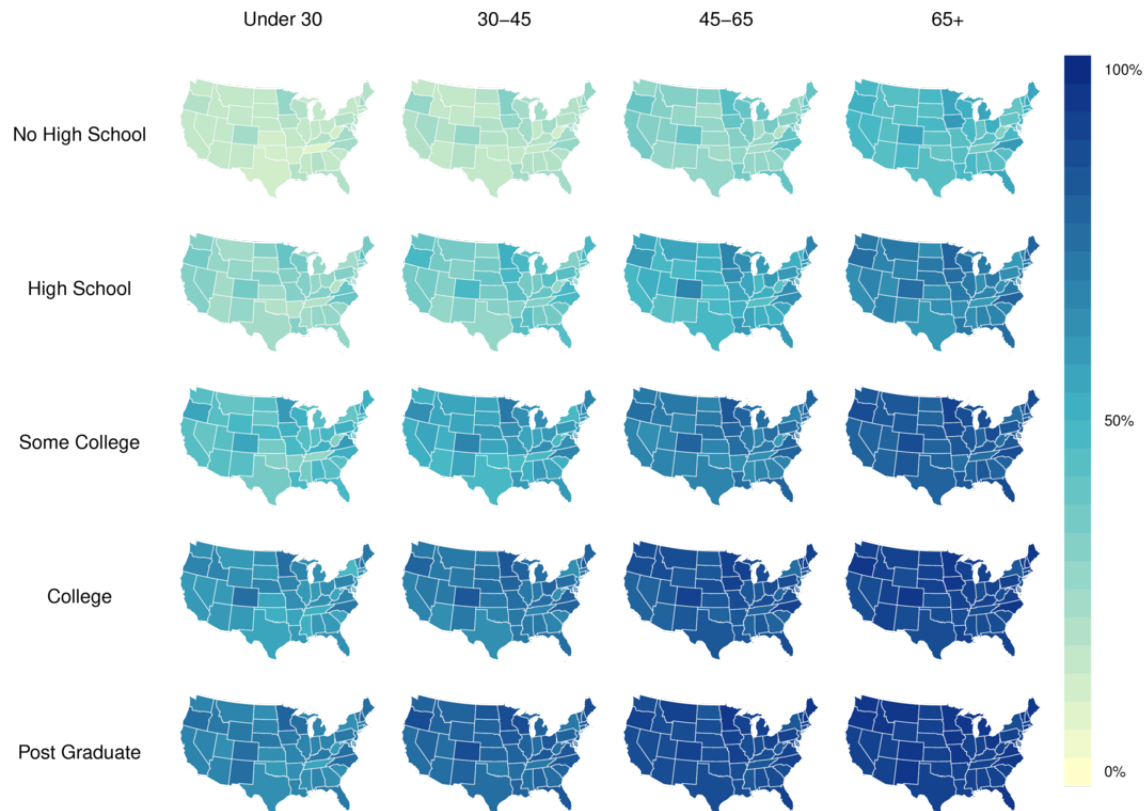 Under 30 30–45 45–65 65+
100%
No High School
High School
50%
Some College
College
Post Graduate
0%